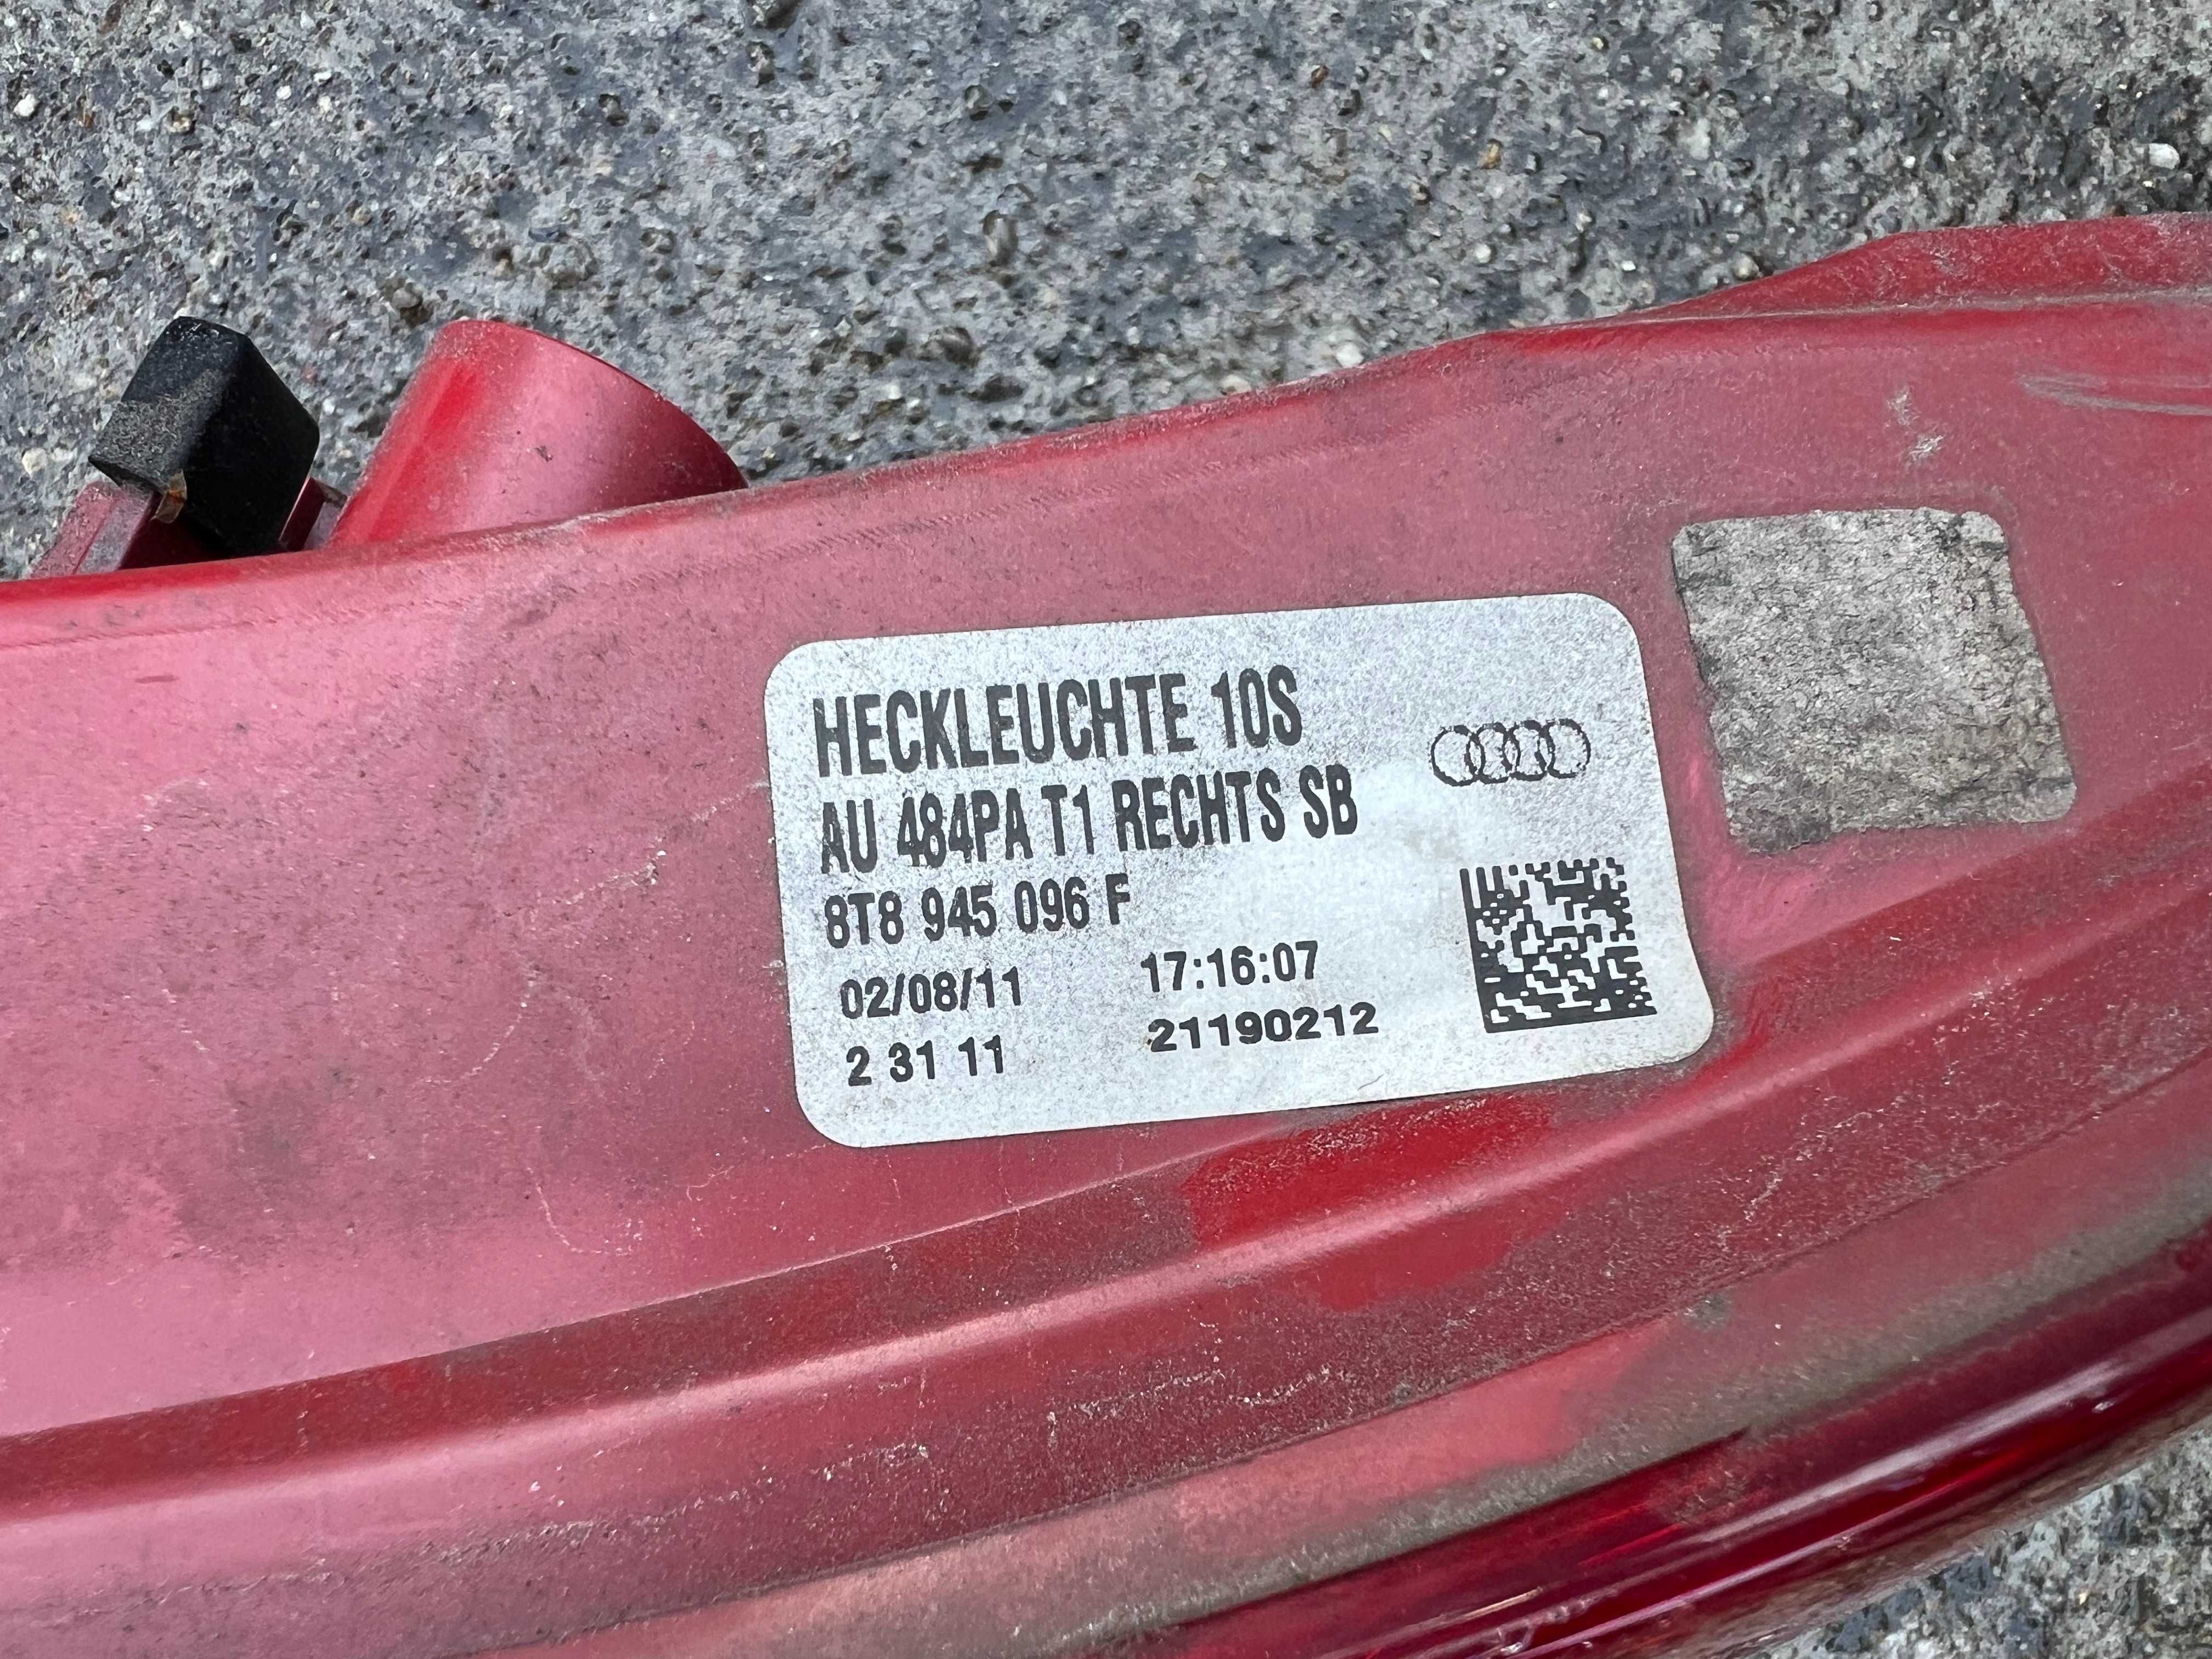 HECKLEUCHTE 10S
AU 484PA T1 RECHTS SB
8T8 945 096 F
02/08/11 17:16:07
2 31 11 21190212